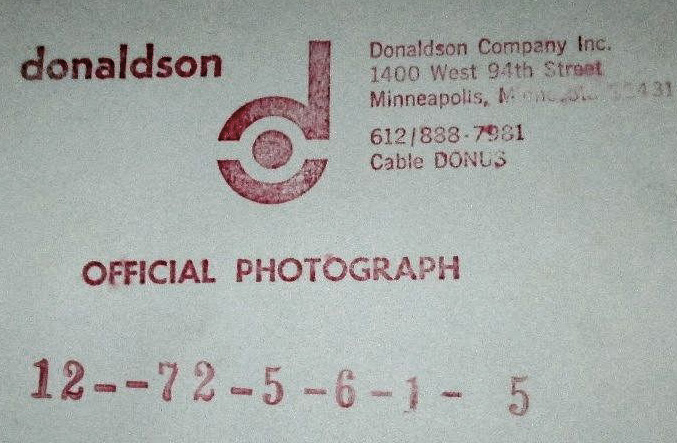 donaldson
Donaldson Company Inc.
1400 West 94th Street
Minneapolis,
612/888-7981
Cable DONUS
OFFICIAL PHOTOGRAPH
12--72-5-6-1- 5